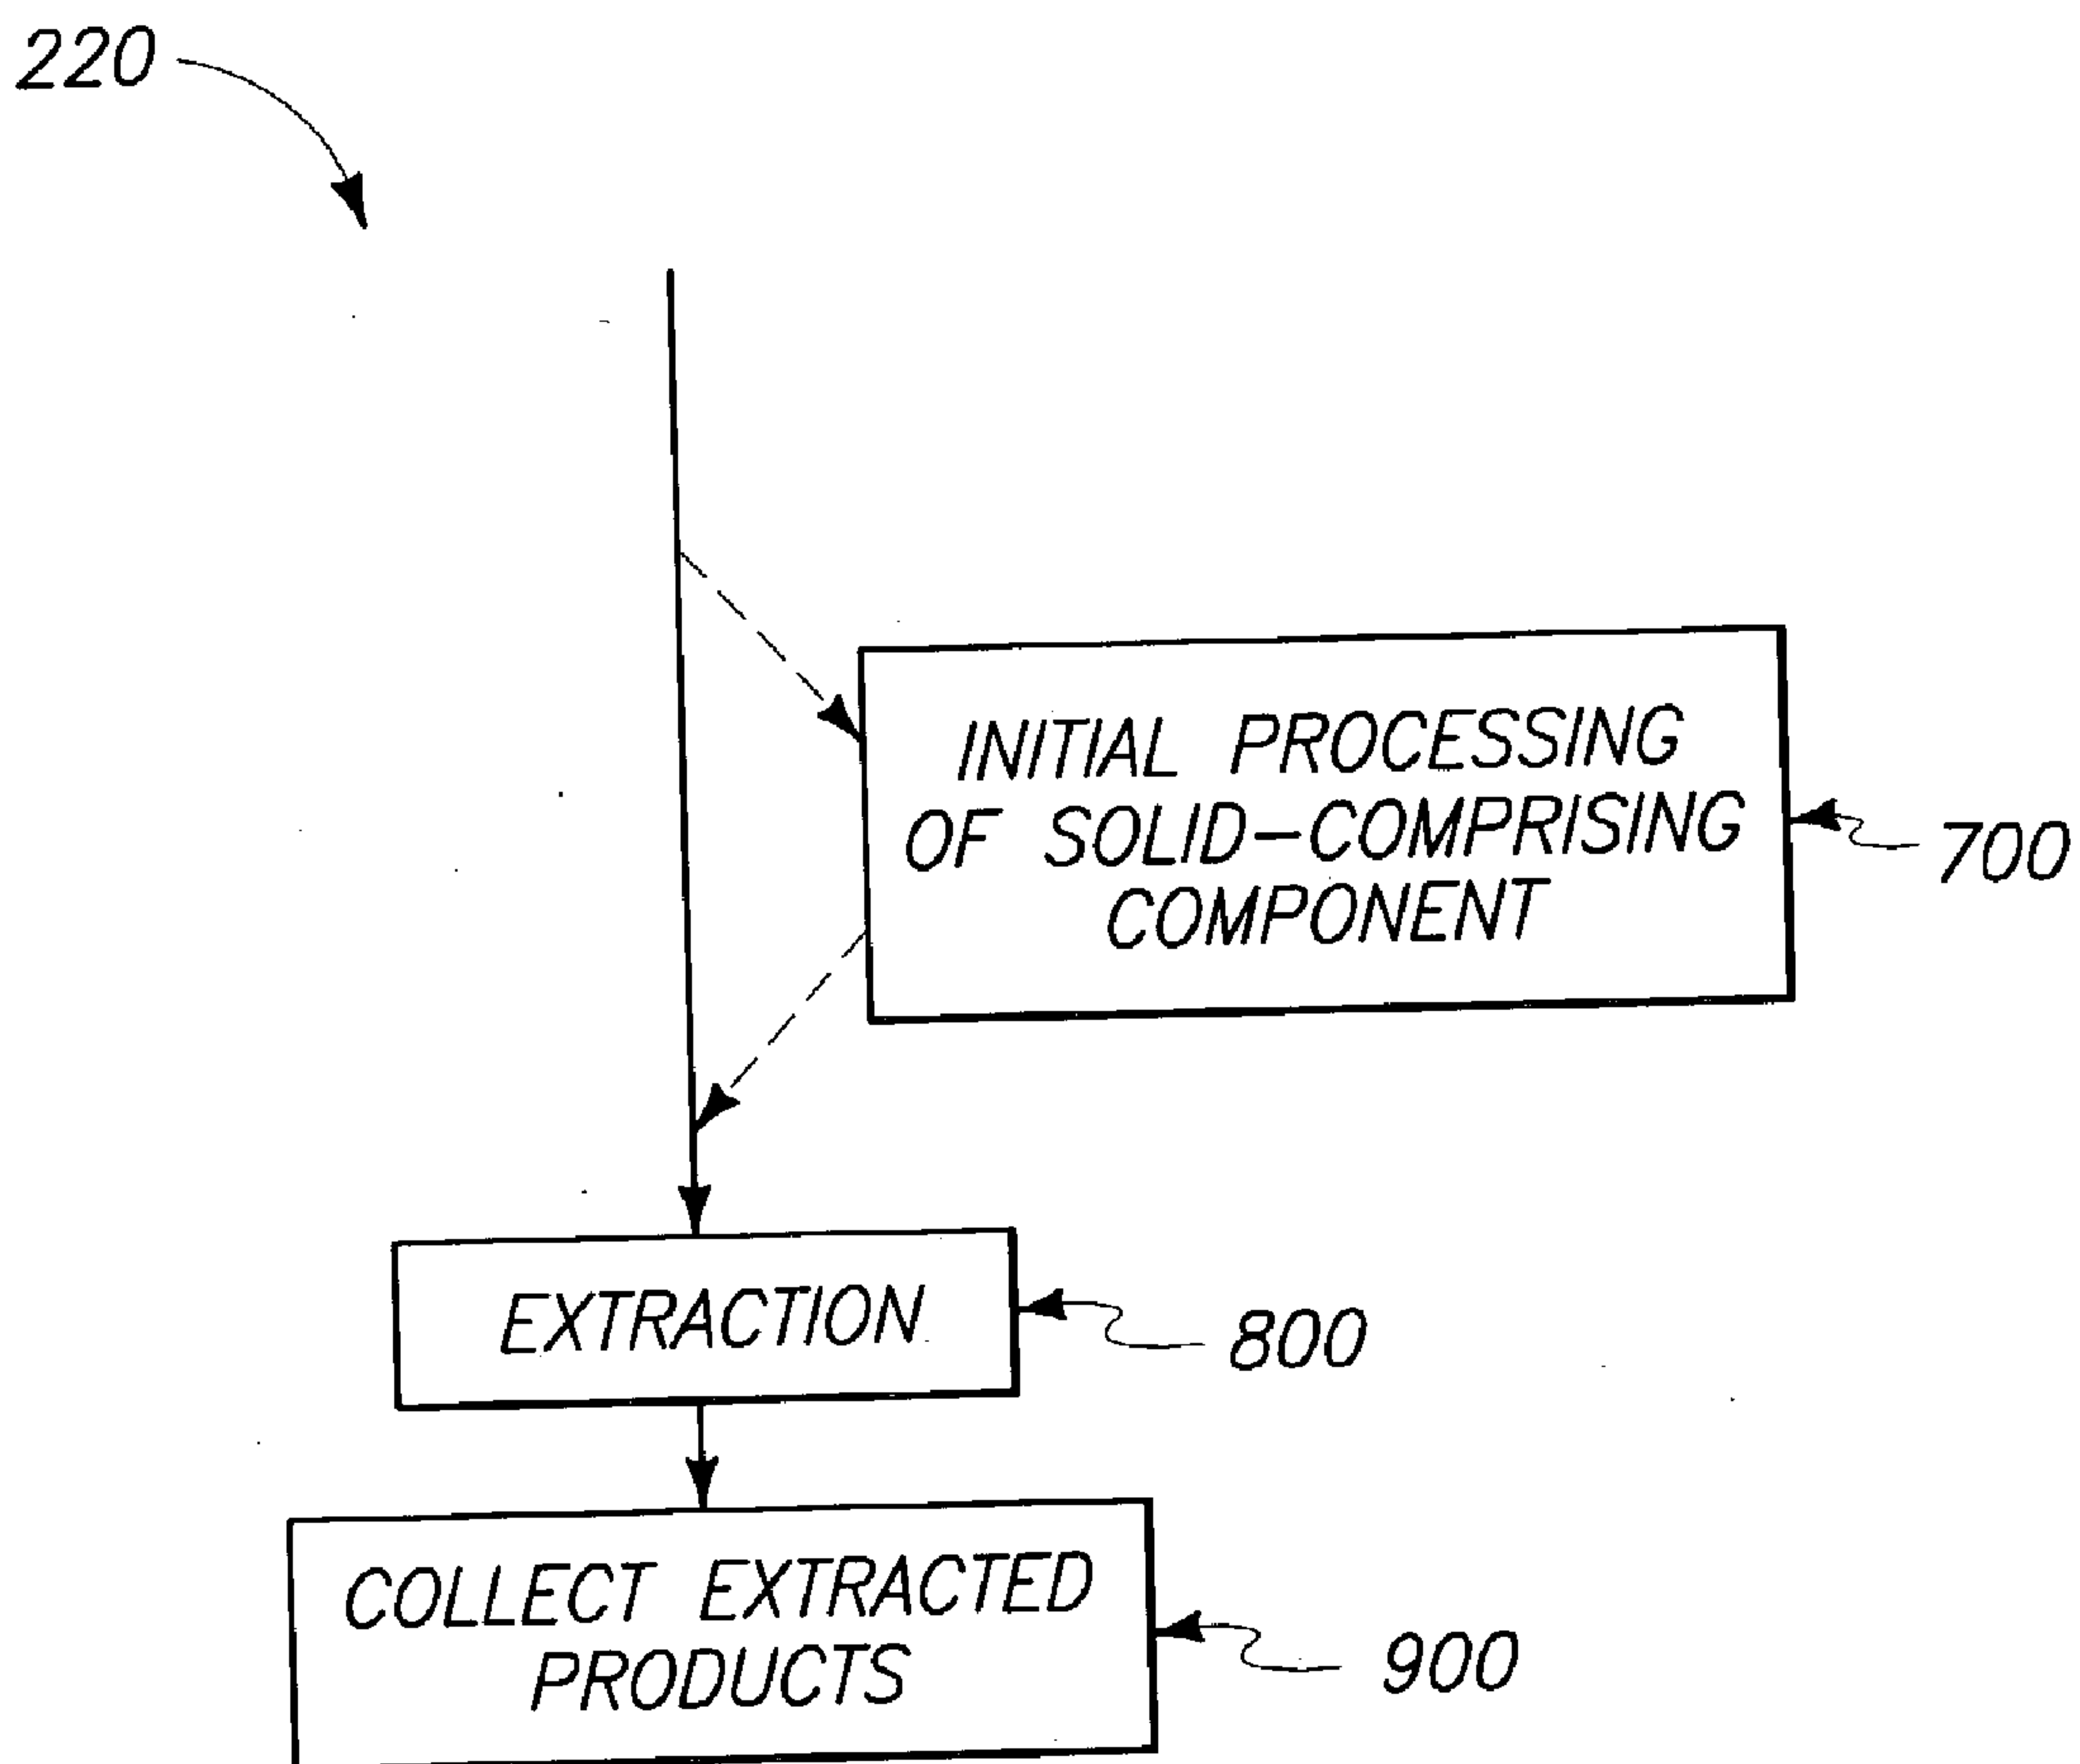 220
INITIAL PROCESSING
OF SOLID-COMPRISING
COMPONENT
700
EXTRACTION
800
COLLECT EXTRACTED
PRODUCTS
900